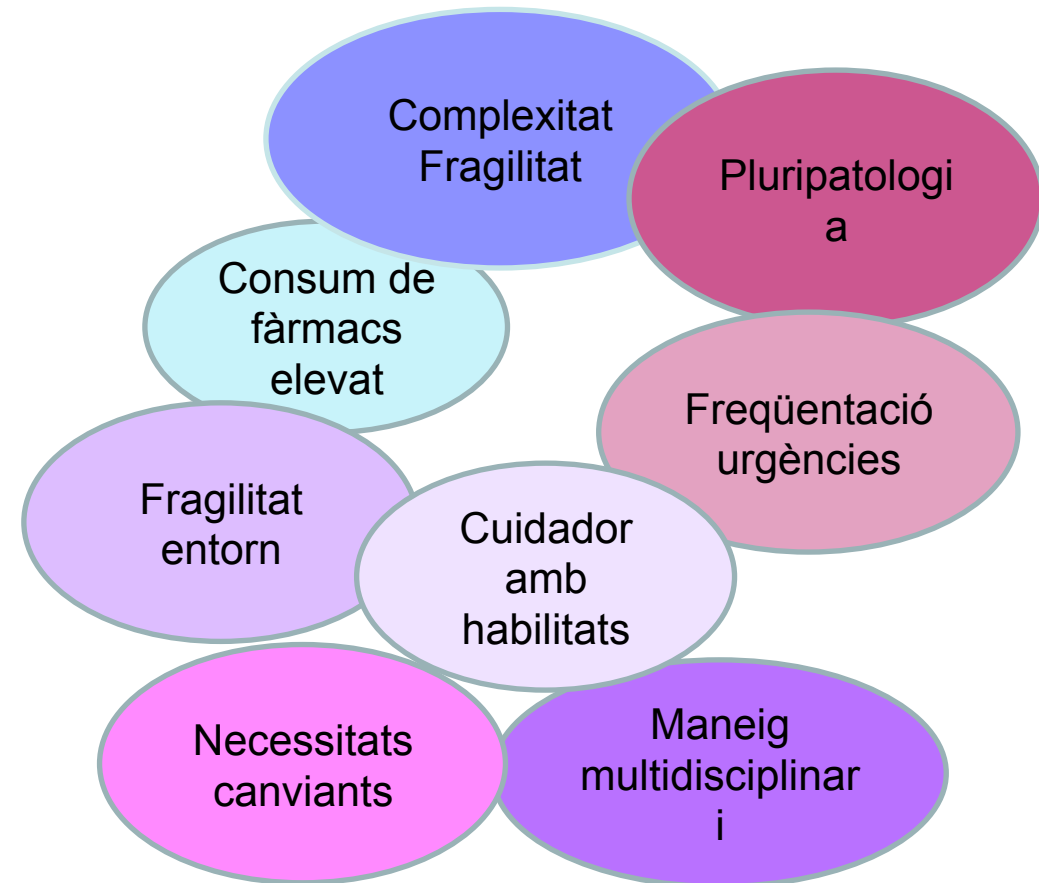 Complexitat
Fragilitat
Pluripatologi
a
Consum de
fàrmacs
elevat
Freqüentació
urgències
Fragilitat
entorn
Cuidador
amb
habilitats
Necessitats
canviants
Maneig
multidisciplinar
i